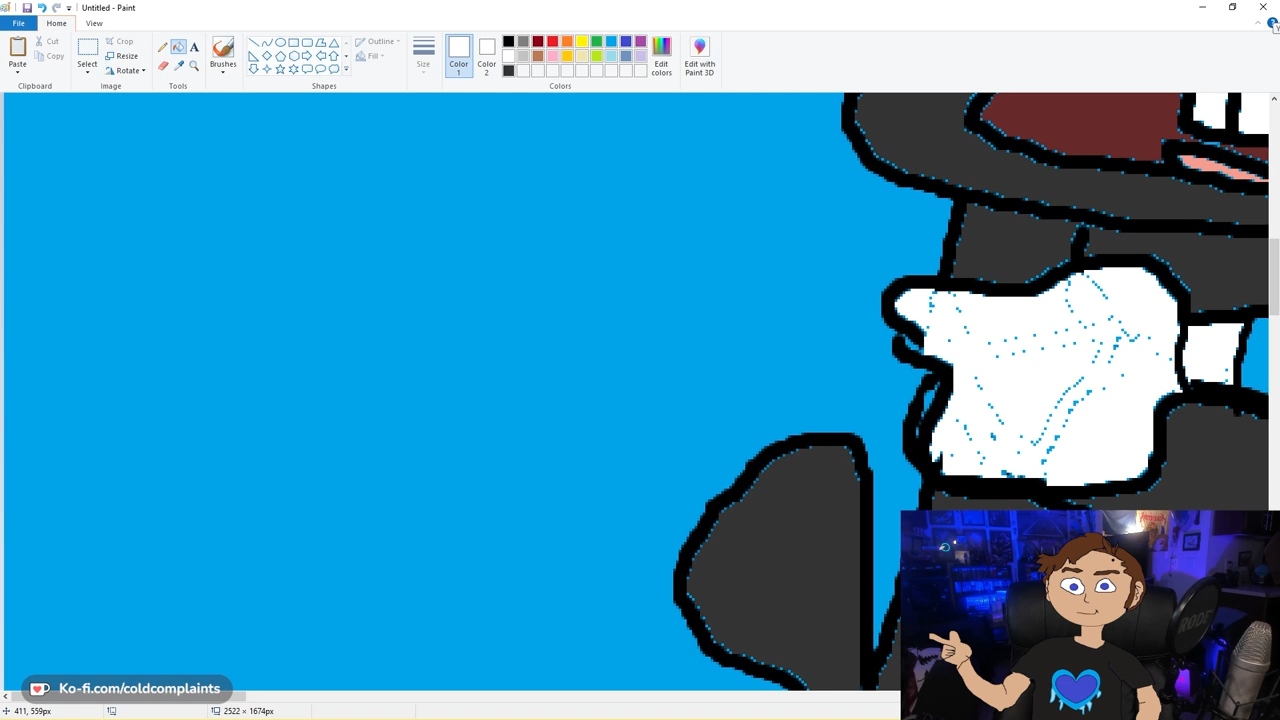 Untitled - Paint
File
Home
View
Paste
Cut
Copy
Clipboard
Select
Crop
Resize
Rotate
Image
A
Tools
Brushes
Outline
Fill
Shapes
Size
Color 1
Color 2
Edit colors
Colors
Edit with Paint 3D
RODE
Ko-fi.com/coldcomplaints
411, 559px
2522 × 1674px